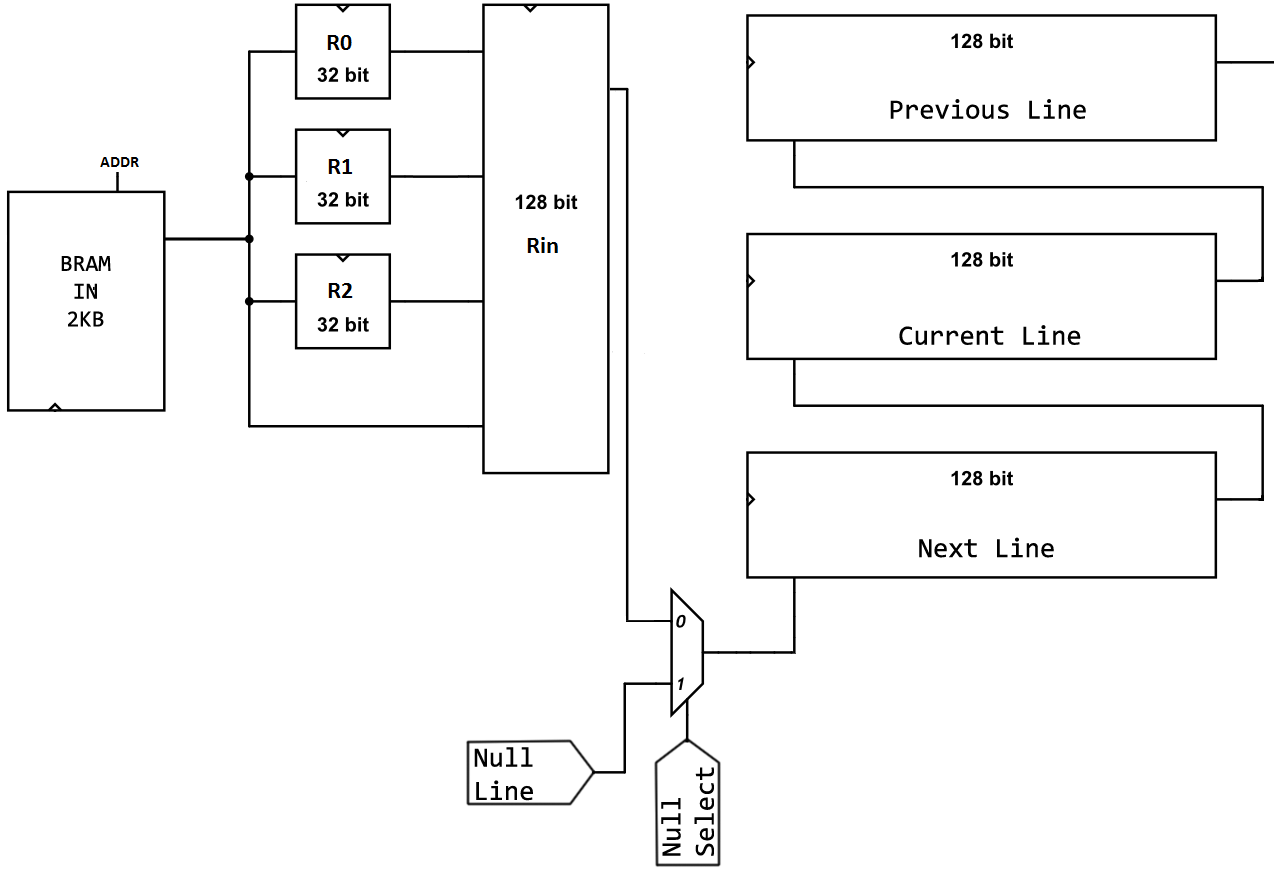 ADDR
BRAM
IN
2KB
R0
32 bit
R1
32 bit
R2
32 bit
128 bit
Rin
128 bit
Previous Line
128 bit
Current Line
128 bit
Next Line
0
1
Null
Line
Null
Select